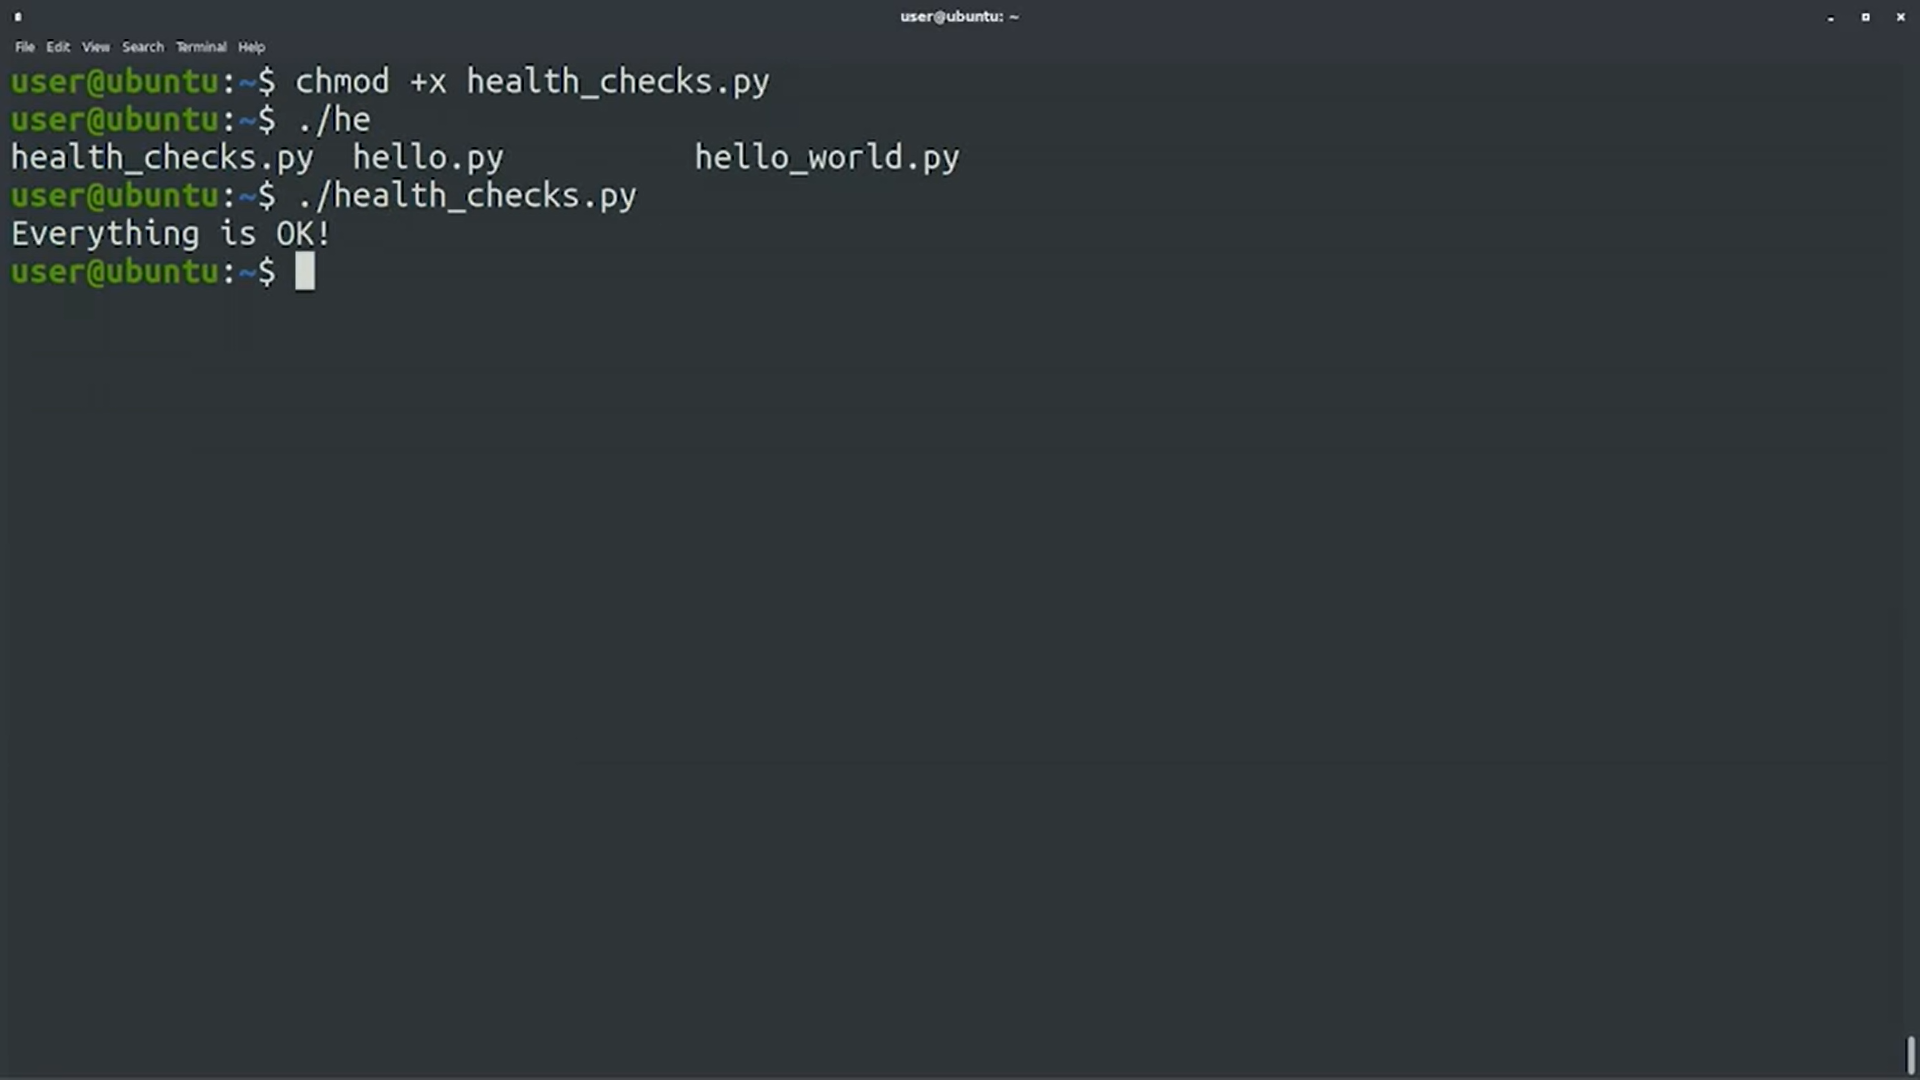 user@ubuntu: ~
File Edit View Search Terminal Help
user@ubuntu:~$ chmod +x health_checks.py
user@ubuntu:~$ ./he
health_checks.py hello.py hello_world.py
user@ubuntu:~$ ./health_checks.py
Everything is OK!
user@ubuntu:~$